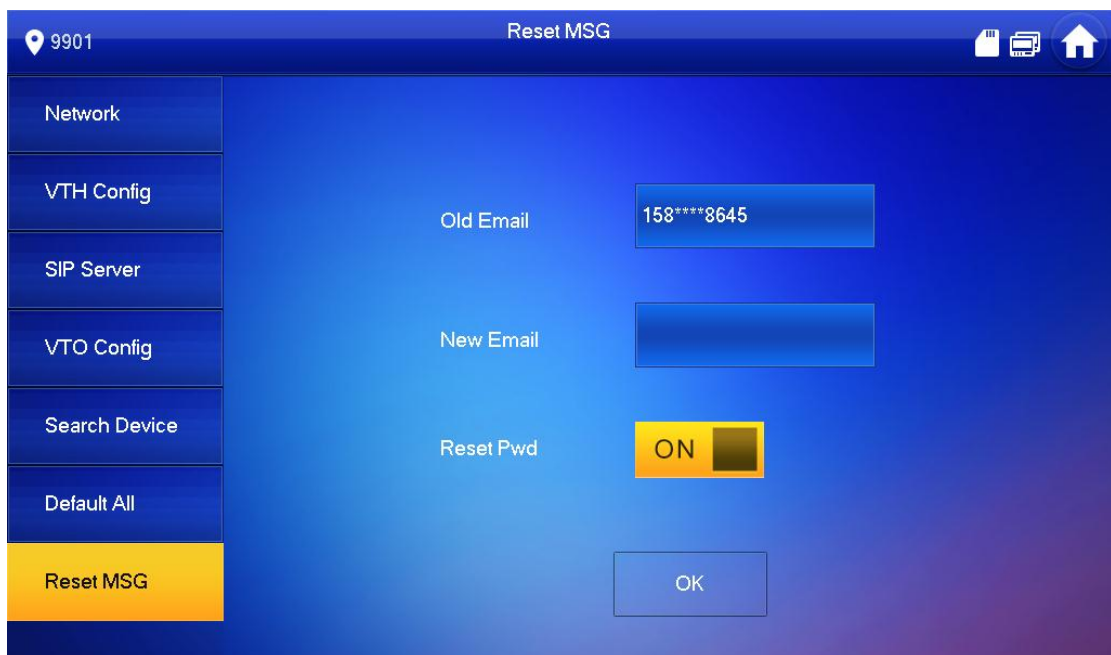 9901
Reset MSG
Network
VTH Config
SIP Server
VTO Config
Search Device
Default All
Reset MSG
Old Email
158****8645
New Email
Reset Pwd
ON
OK